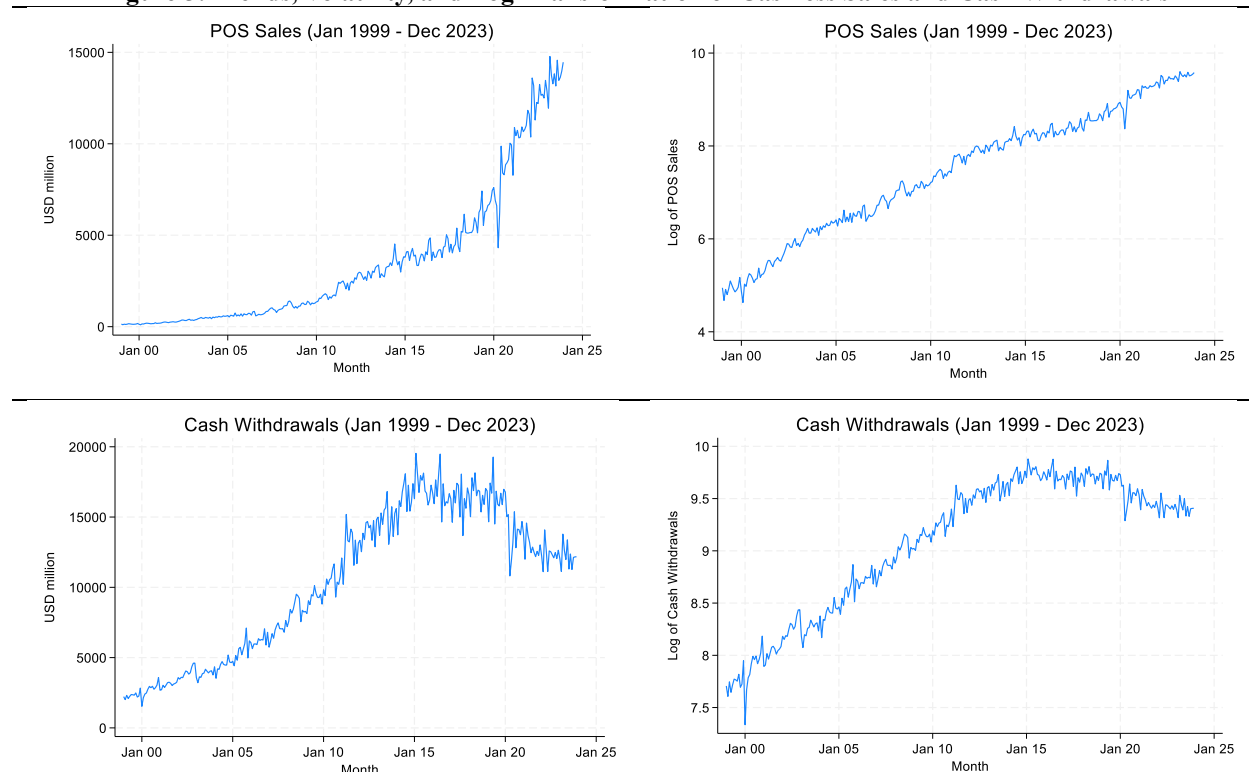 POS Sales (Jan 1999 - Dec 2023)
15000
10000
5000
0
USD million
Jan 00 Jan 05 Jan 10 Jan 15 Jan 20 Jan 25
Month
POS Sales (Jan 1999 - Dec 2023)
10
8
6
4
Log of POS Sales
Jan 00 Jan 05 Jan 10 Jan 15 Jan 20 Jan 25
Month
Cash Withdrawals (Jan 1999 - Dec 2023)
20000
15000
10000
5000
0
USD million
Jan 00 Jan 05 Jan 10 Jan 15 Jan 20 Jan 25
Month
Cash Withdrawals (Jan 1999 - Dec 2023)
10
9.5
9
8.5
8
7.5
Log of Cash Withdrawals
Jan 00 Jan 05 Jan 10 Jan 15 Jan 20 Jan 25
Month